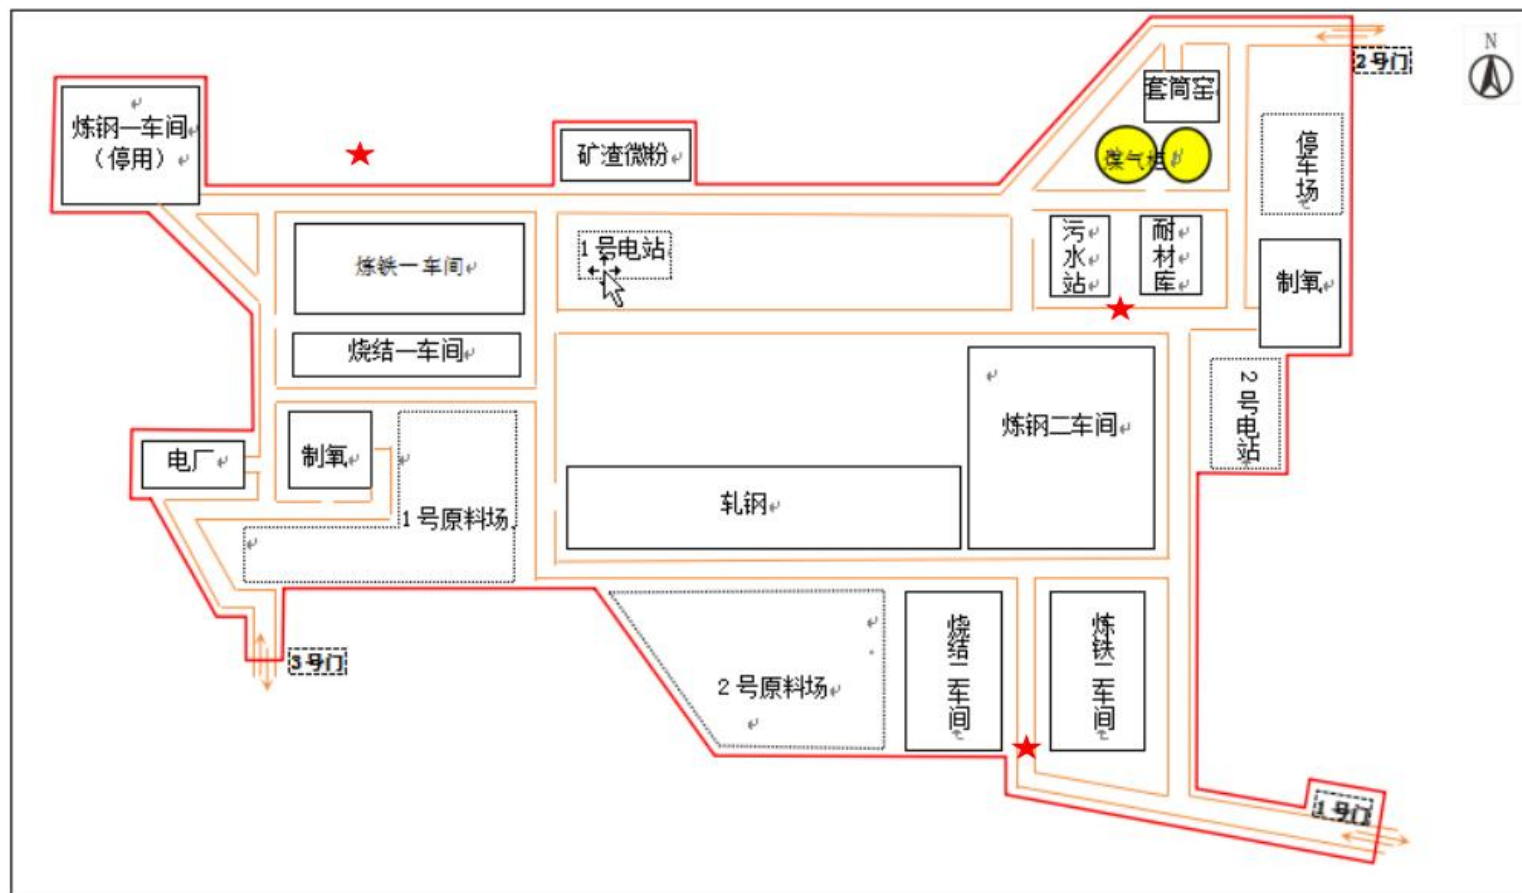 N
2号门
套筒窑
炼钢一车间
（停用）
矿渣微粉
煤气柜
停车场
1号电站
污水站
耐材库
炼铁一车间
制氧
烧结一车间
2号电站
炼钢二车间
电厂
制氧
轧钢
1号原料场
3号门
2号原料场
烧结二车间
炼铁二车间
1号门